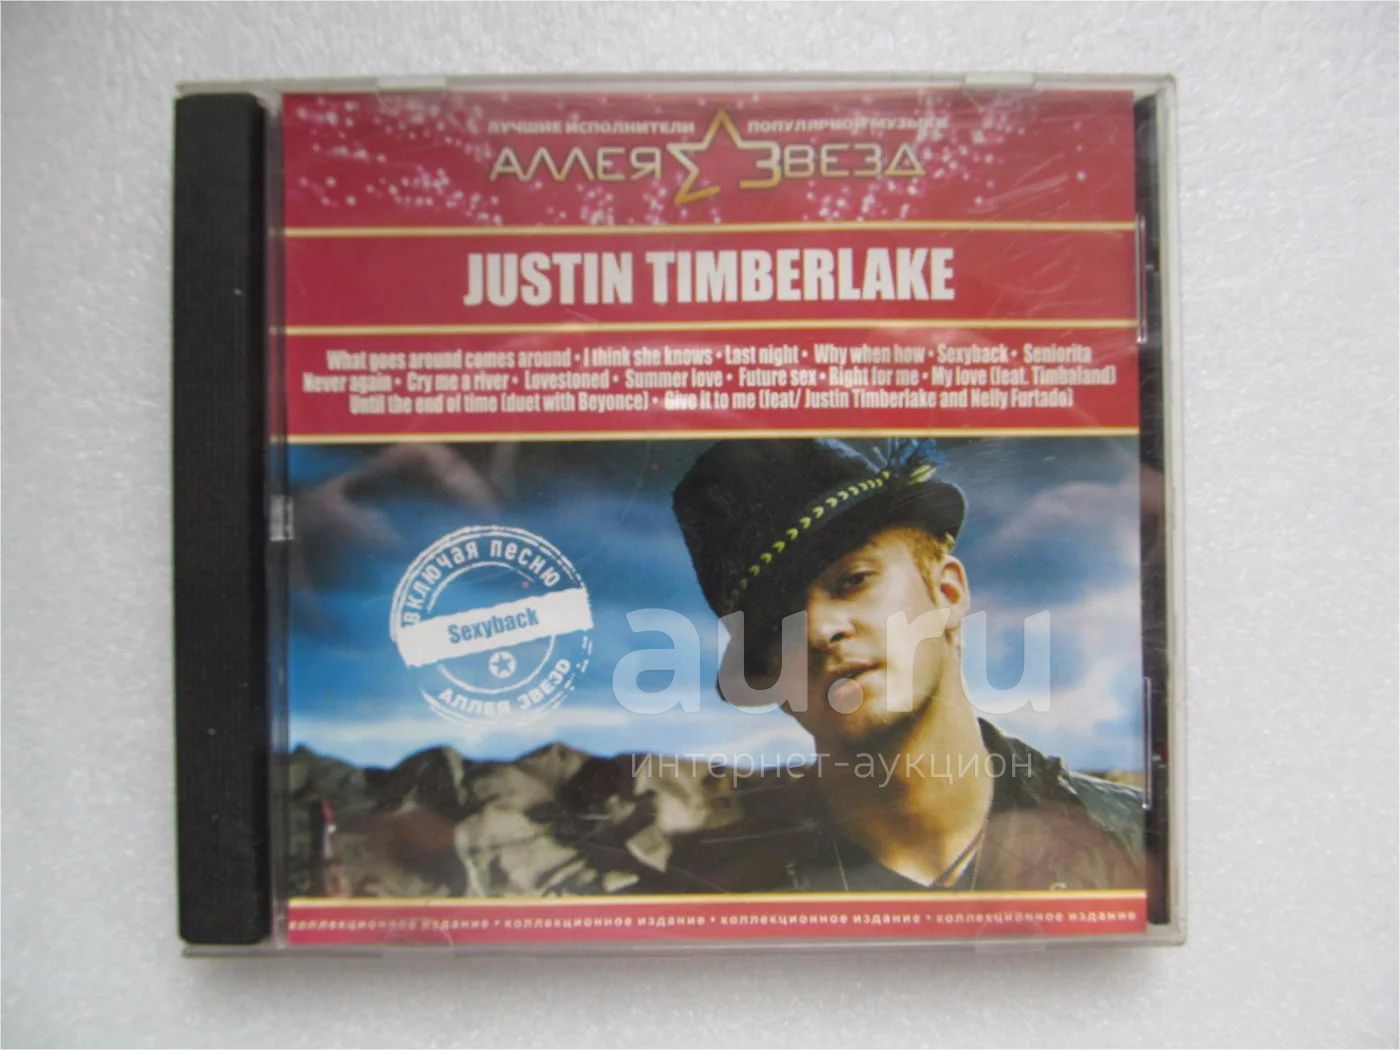 ЛУЧШИЕ ИСПОЛНИТЕЛИ ПОПУЛЯРНОЙ МУЗЫКИ
АЛЛЕЯ ЗВЕЗД
JUSTIN TIMBERLAKE
What goes around comes around • I think she knows • Last night • Why when how • Sexyback • Seniorita
Never again • Cry me a river • Lovestoned • Summer love • Future sex • Right for me • My love (feat. Timbaland)
Until the end of time (duet with Beyonce) • Give it to me (feat/ Justin Timberlake and Nelly Furtado)
включая песню
Sexyback
АЛЛЕЯ ЗВЕЗD
au.ru
интернет-аукцион
коллекционное издание • коллекционное издание • коллекционное издание • коллекционное издание